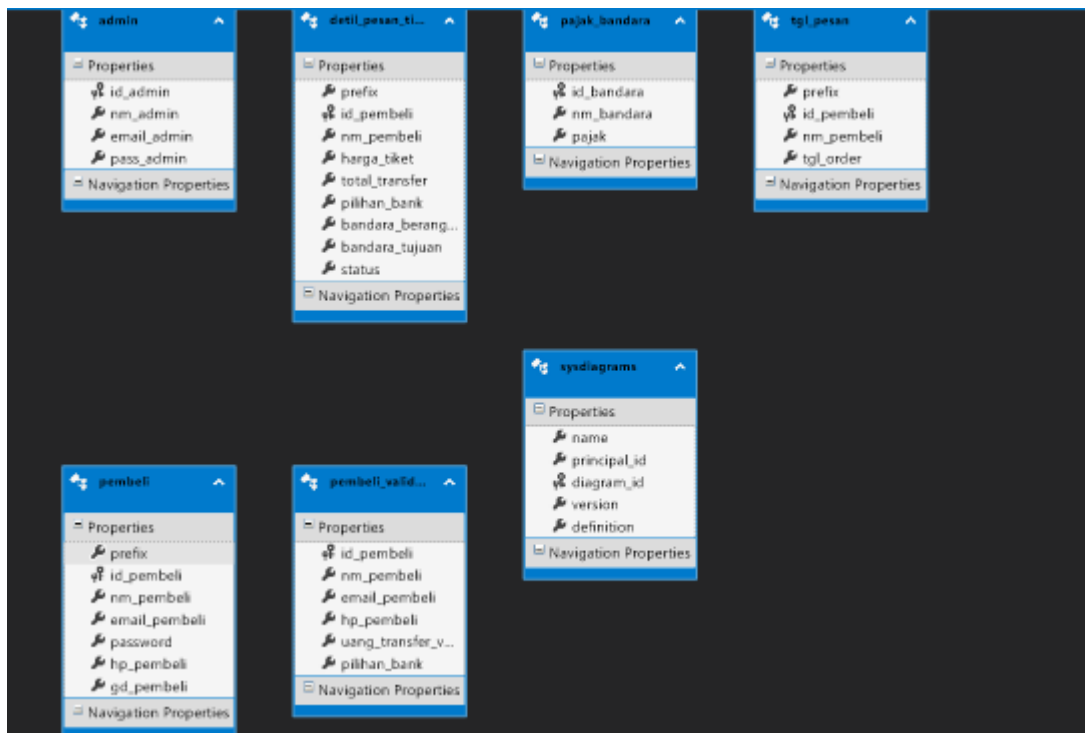 admin
Properties
id_admin
nm_admin
email_admin
pass_admin
Navigation Properties
detil_pesan_ti...
Properties
prefix
id_pembeli
nm_pembeli
harga_tiket
total_transfer
pilihan_bank
bandara_berang...
bandara_tujuan
status
Navigation Properties
pajak_bandara
Properties
id_bandara
nm_bandara
pajak
Navigation Properties
tgl_pesan
Properties
prefix
id_pembeli
nm_pembeli
tgl_order
Navigation Properties
sysdiagrams
Properties
name
principal_id
diagram_id
version
definition
Navigation Properties
pembeli
Properties
prefix
id_pembeli
nm_pembeli
email_pembeli
password
hp_pembeli
gd_pembeli
Navigation Properties
pembeli_valid...
Properties
id_pembeli
nm_pembeli
email_pembeli
hp_pembeli
uang_transfer_v...
pilihan_bank
Navigation Properties